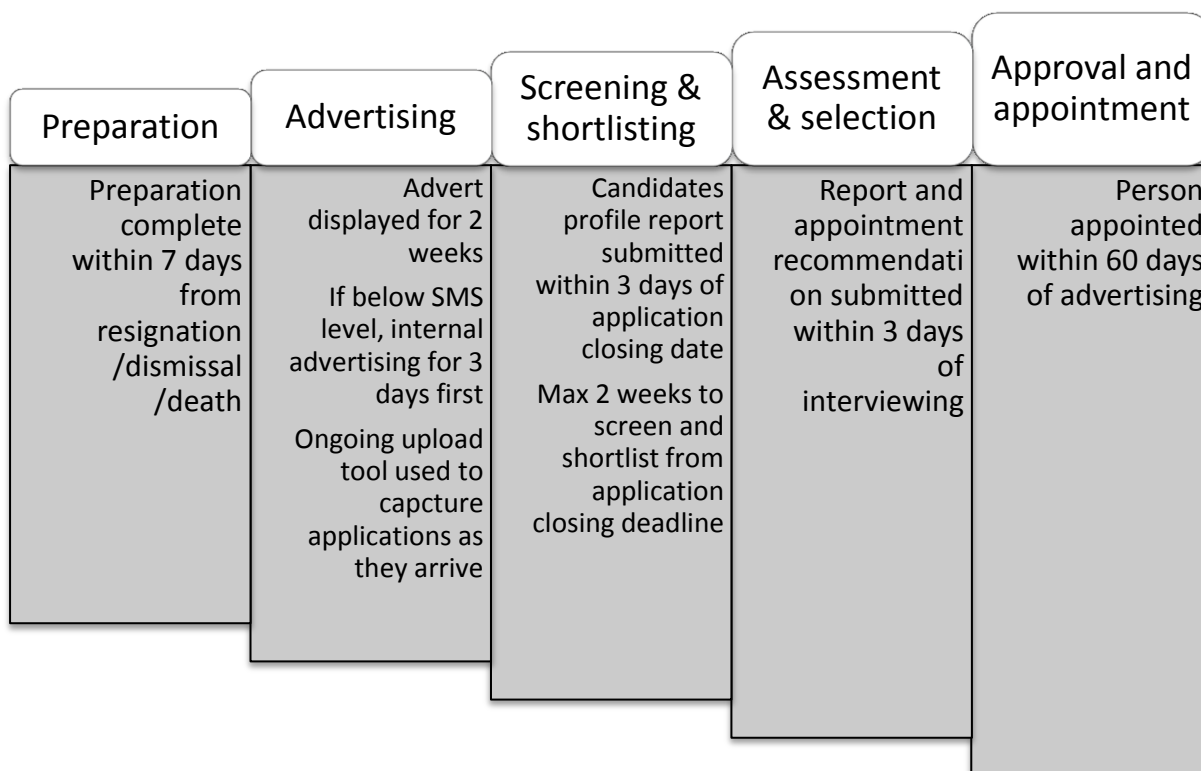 Preparation
Preparation
complete
within 7 days
from
resignation
/dismissal
/death
Advertising
Advert
displayed for 2
weeks
If below SMS
level, internal
advertising for 3
days first
Ongoing upload
tool used to
capcture
applications as
they arrive
Screening &
shortlisting
Candidates
profile report
submitted
within 3 days of
application
closing date
Max 2 weeks to
screen and
shortlist from
application
closing deadline
Assessment
& selection
Report and
appointment
recommendati
on submitted
within 3 days
of
interviewing
Approval and
appointment
Person
appointed
within 60 days
of advertising